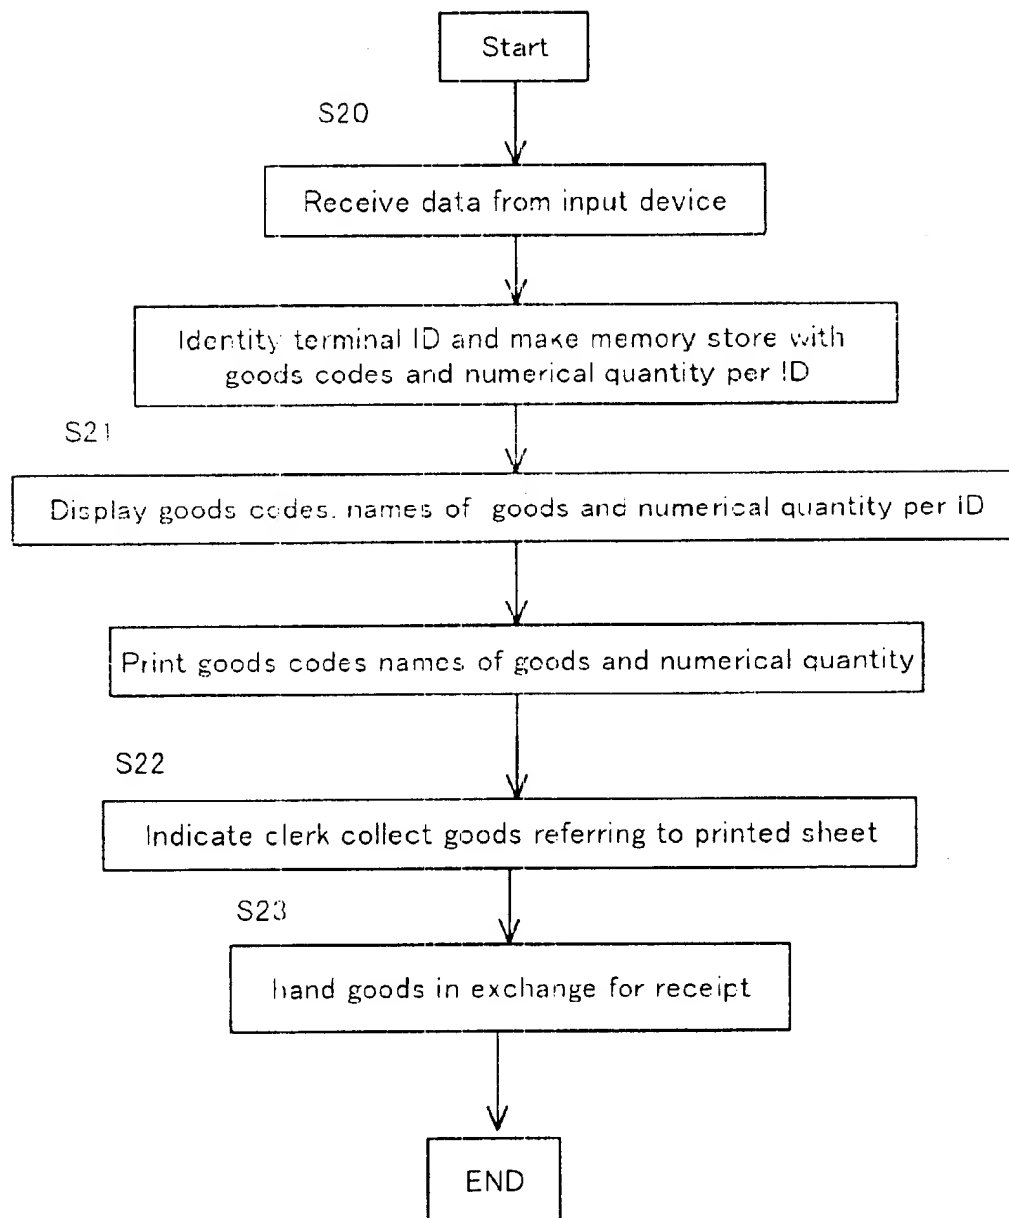 Start
S20
Receive data from input device
Identity terminal ID and make memory store with
goods codes and numerical quantity per ID
S21
Display goods codes. names of goods and numerical quantity per ID
Print goods codes names of goods and numerical quantity
S22
Indicate clerk collect goods referring to printed sheet
S23
hand goods in exchange for receipt
END